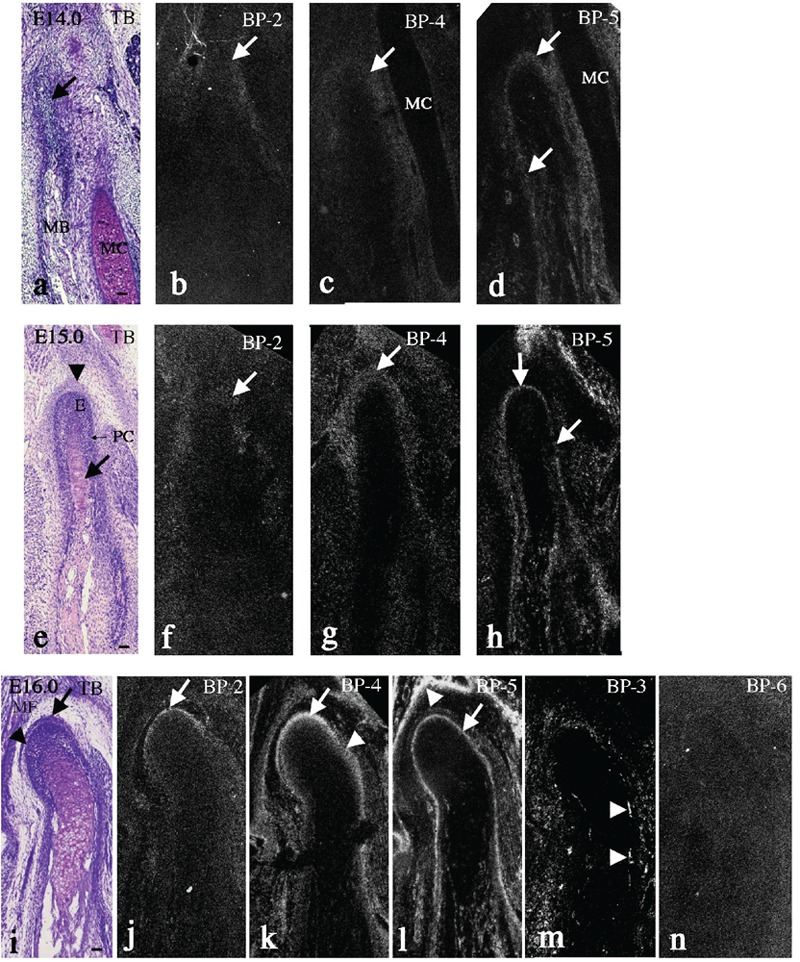 E14.0 TB
MB
MC
a
BP-2
b
BP-4
MC
c
BP-5
MC
d
E15.0 TB
E
PC
e
BP-2
f
BP-4
g
BP-5
h
E16.0 TB
MF
i
BP-2
j
BP-4
k
BP-5
l
BP-3
m
BP-6
n